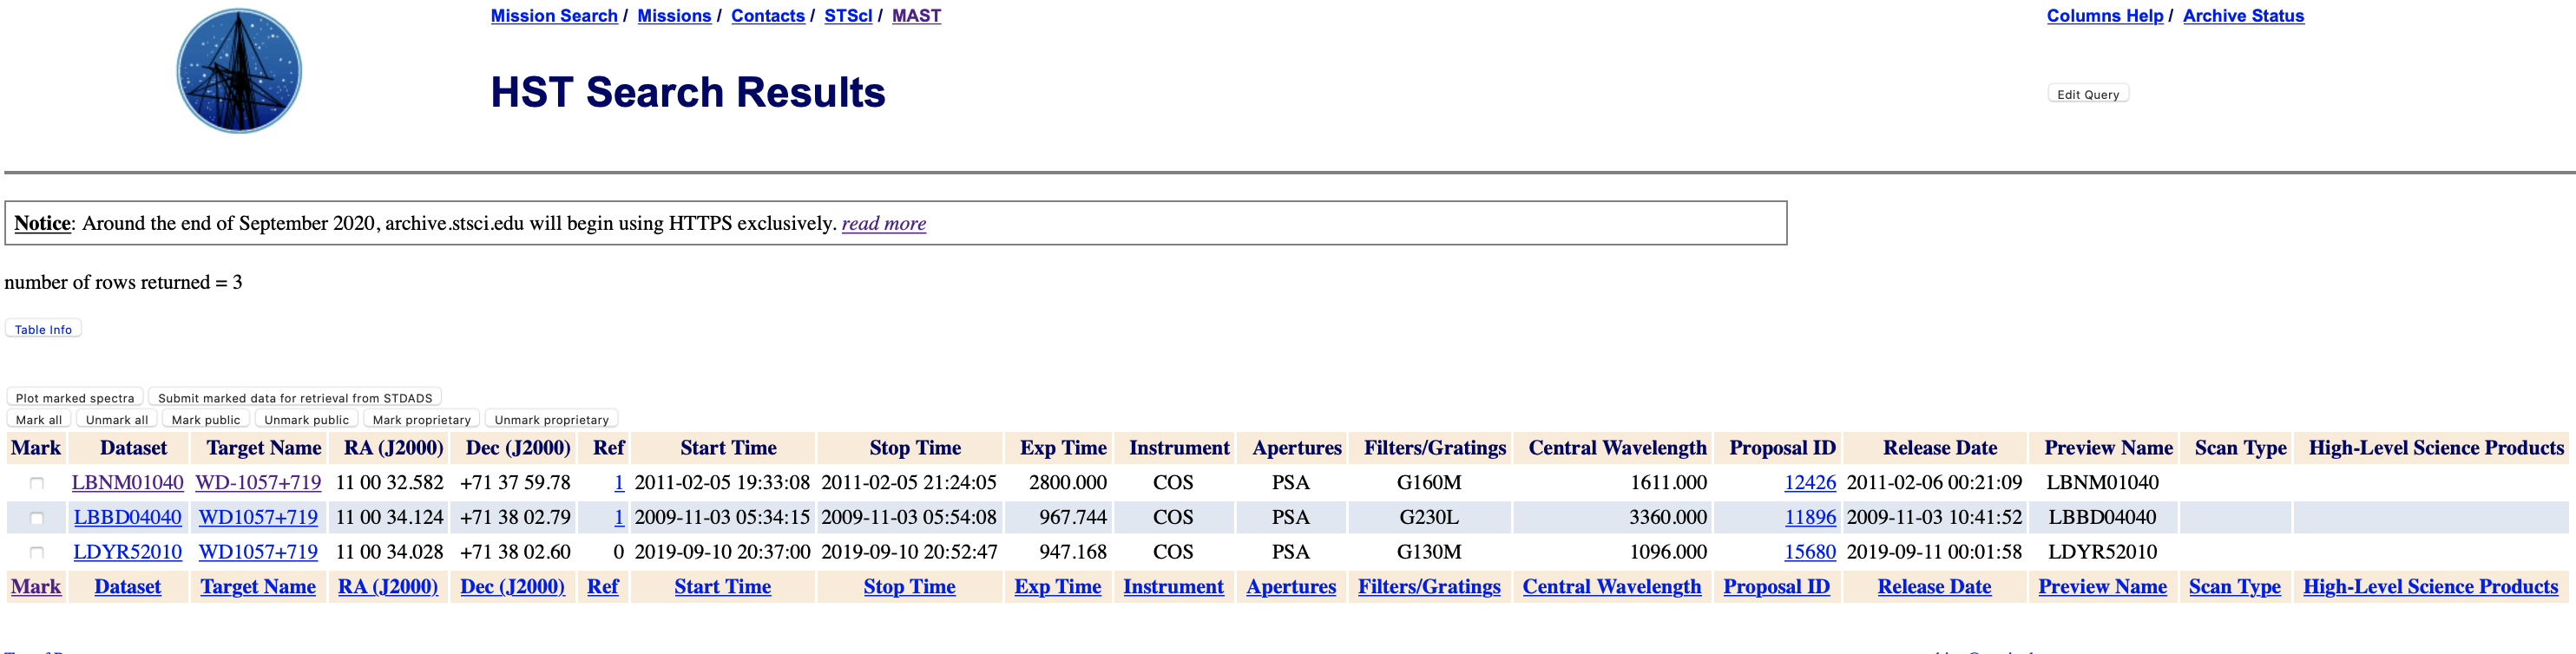 Mission Search / Missions / Contacts / STScI / MAST
Columns Help / Archive Status
HST Search Results
Edit Query
Notice: Around the end of September 2020, archive.stsci.edu will begin using HTTPS exclusively. read more
number of rows returned = 3
Table Info
Plot marked spectra Submit marked data for retrieval from STDADS
Mark all Unmark all Mark public Unmark public Mark proprietary Unmark proprietary
Mark Dataset Target Name RA (J2000) Dec (J2000) Ref Start Time Stop Time Exp Time Instrument Apertures Filters/Gratings Central Wavelength Proposal ID Release Date Preview Name Scan Type High-Level Science Products
LBNM01040 WD-1057+719 11 00 32.582 +71 37 59.78 1 2011-02-05 19:33:08 2011-02-05 21:24:05 2800.000 COS PSA G160M 1611.000 12426 2011-02-06 00:21:09 LBNM01040
LBBD04040 WD1057+719 11 00 34.124 +71 38 02.79 1 2009-11-03 05:34:15 2009-11-03 05:54:08 967.744 COS PSA G230L 3360.000 11896 2009-11-03 10:41:52 LBBD04040
LDYR52010 WD1057+719 11 00 34.028 +71 38 02.60 0 2019-09-10 20:37:00 2019-09-10 20:52:47 947.168 COS PSA G130M 1096.000 15680 2019-09-11 00:01:58 LDYR52010
Mark Dataset Target Name RA (J2000) Dec (J2000) Ref Start Time Stop Time Exp Time Instrument Apertures Filters/Gratings Central Wavelength Proposal ID Release Date Preview Name Scan Type High-Level Science Products